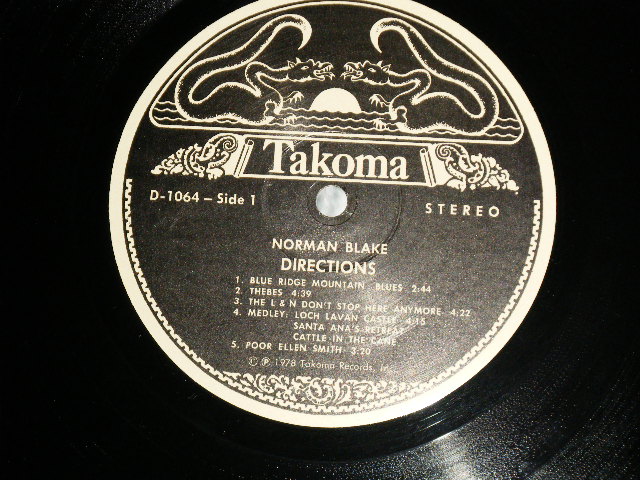 Takoma
D-1064 – Side 1
STEREO
NORMAN BLAKE
DIRECTIONS
1. BLUE RIDGE MOUNTAIN BLUES 2:44
2. THEBES 4:39
3. THE L & N DON'T STOP HERE ANYMORE 4:22
4. MEDLEY: LOCH LAVAN CASTLE 4:15
SANTA ANA'S RETREAT
CATTLE IN THE CANE
5. POOR ELLEN SMITH 3:20
© ℗ 1978 Takoma Records, Inc.